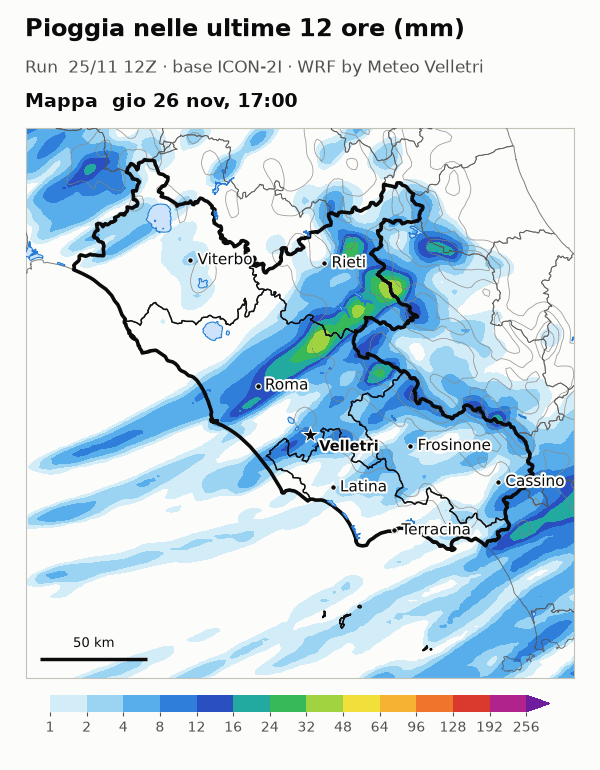 Pioggia nelle ultime 12 ore (mm)
Run 25/11 12Z · base ICON-2I · WRF by Meteo Velletri
Mappa gio 26 nov, 17:00
Viterbo
Rieti
Roma
Velletri
Frosinone
Latina
Cassino
Terracina
50 km
1 2 4 8 12 16 24 32 48 64 96 128 192 256